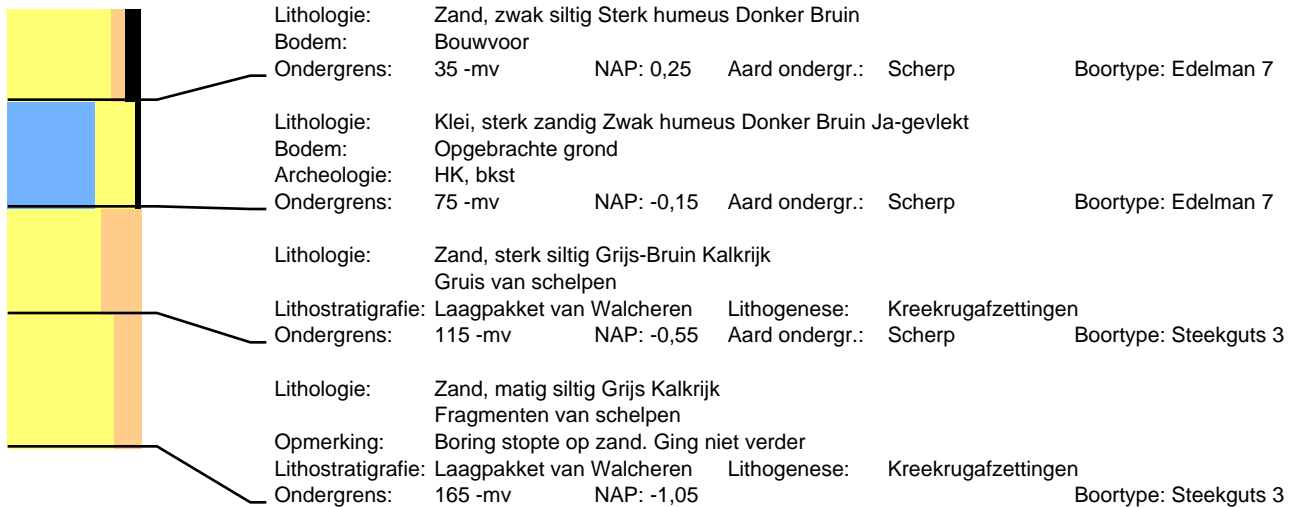 Lithologie: Zand, zwak siltig Sterk humeus Donker Bruin
Bodem: Bouwvoor
Ondergrens: 35 -mv NAP: 0,25 Aard ondergr.: Scherp Boortype: Edelman 7
Lithologie: Klei, sterk zandig Zwak humeus Donker Bruin Ja-gevlekt
Bodem: Opgebrachte grond
Archeologie: HK, bkst
Ondergrens: 75 -mv NAP: -0,15 Aard ondergr.: Scherp Boortype: Edelman 7
Lithologie: Zand, sterk siltig Grijs-Bruin Kalkrijk
Gruis van schelpen
Lithostratigrafie: Laagpakket van Walcheren Lithogenese: Kreekrugafzettingen
Ondergrens: 115 -mv NAP: -0,55 Aard ondergr.: Scherp Boortype: Steekguts 3
Lithologie: Zand, matig siltig Grijs Kalkrijk
Fragmenten van schelpen
Opmerking: Boring stopte op zand. Ging niet verder
Lithostratigrafie: Laagpakket van Walcheren Lithogenese: Kreekrugafzettingen
Ondergrens: 165 -mv NAP: -1,05 Boortype: Steekguts 3